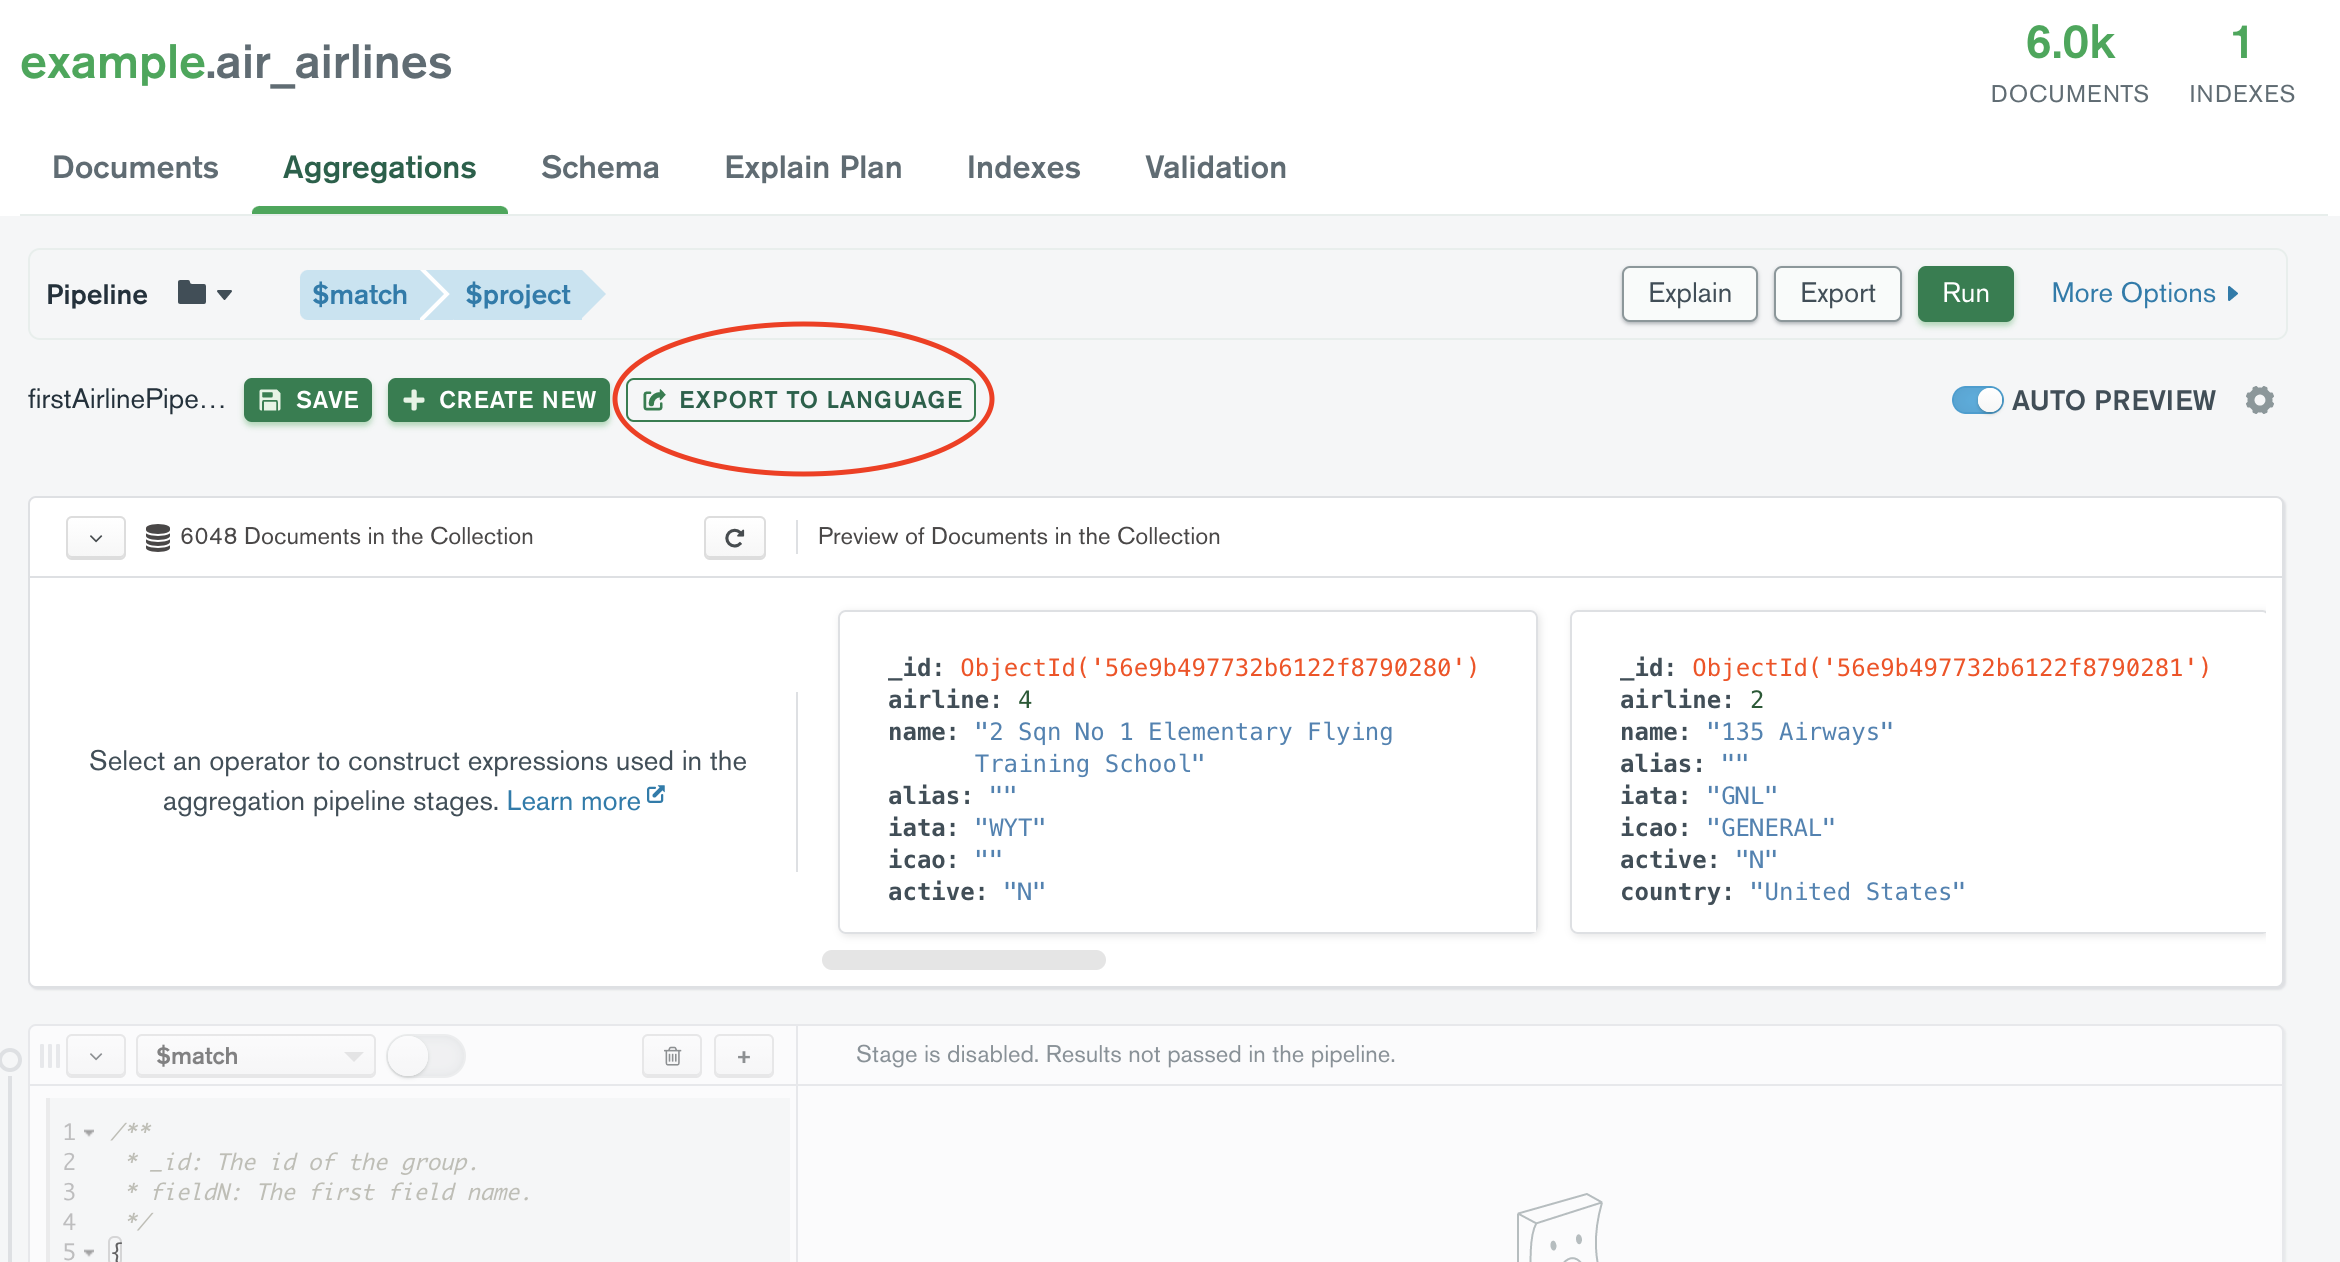 example.air_airlines
6.0k
DOCUMENTS
1
INDEXES
Documents Aggregations Schema Explain Plan Indexes Validation
Pipeline $match $project Explain Export Run More Options
firstAirlinePipe... SAVE CREATE NEW EXPORT TO LANGUAGE AUTO PREVIEW
6048 Documents in the Collection
Preview of Documents in the Collection
Select an operator to construct expressions used in the
aggregation pipeline stages. Learn more
_id: ObjectId('56e9b497732b6122f8790280')
airline: 4
name: "2 Sqn No 1 Elementary Flying
Training School"
alias: ""
iata: "WYT"
icao: ""
active: "N"
_id: ObjectId('56e9b497732b6122f8790281')
airline: 2
name: "135 Airways"
alias: ""
iata: "GNL"
icao: "GENERAL"
active: "N"
country: "United States"
$match
Stage is disabled. Results not passed in the pipeline.
1 /**
2 * _id: The id of the group.
3 * fieldN: The first field name.
4 */
5 {